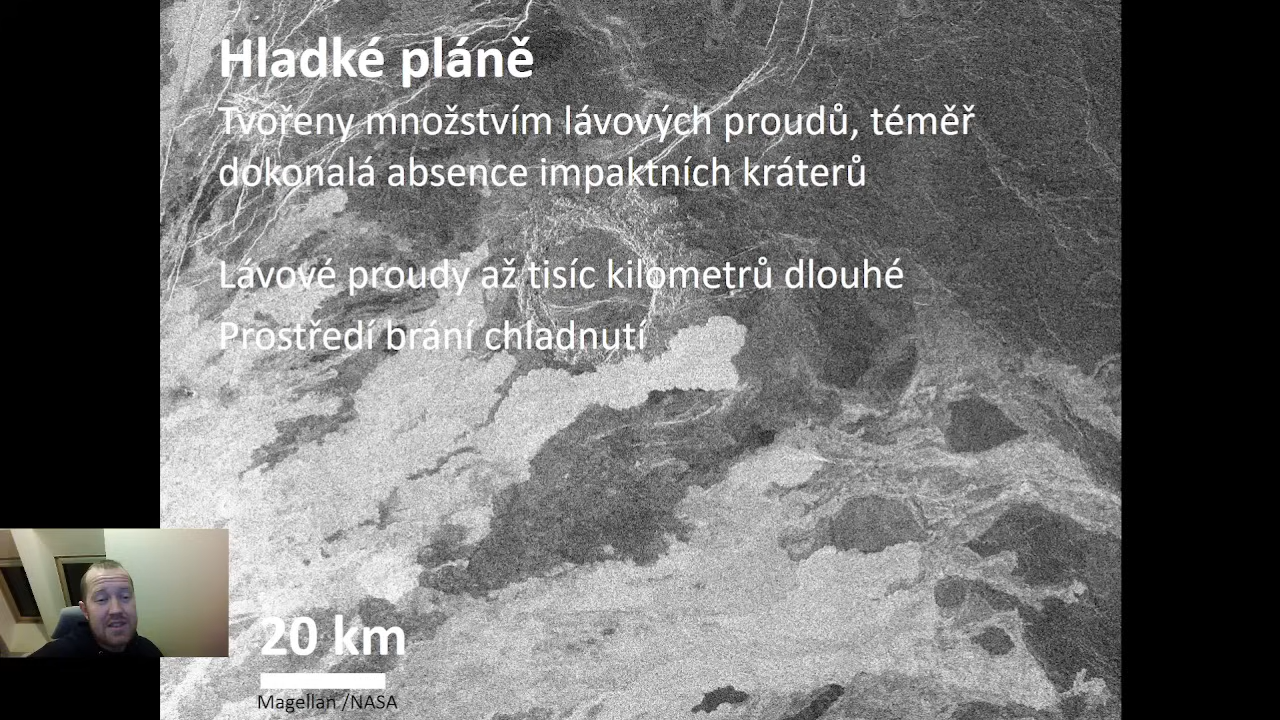 Hladké pláně
Tvořeny množstvím lávových proudů, téměř
dokonalá absence impaktních kráterů
Lávové proudy až tisíc kilometrů dlouhé
Prostředí brání chladnutí
20 km
Magellan /NASA